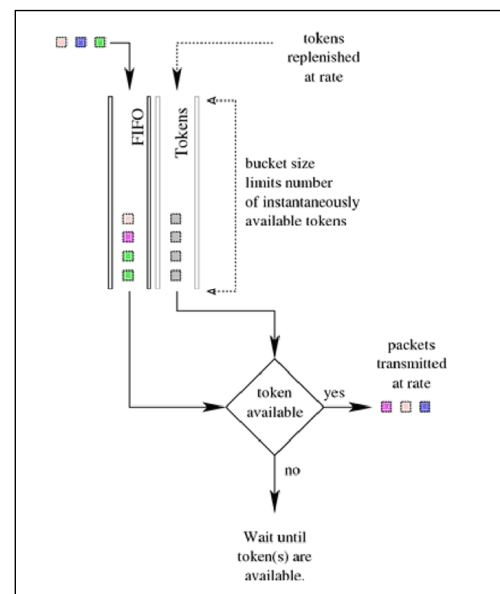 tokens
replenished
at rate
FIFO
Tokens
bucket size
limits number
of instantaneously
available tokens
packets
transmitted
at rate
token
available
yes
no
Wait until
token(s) are
available.